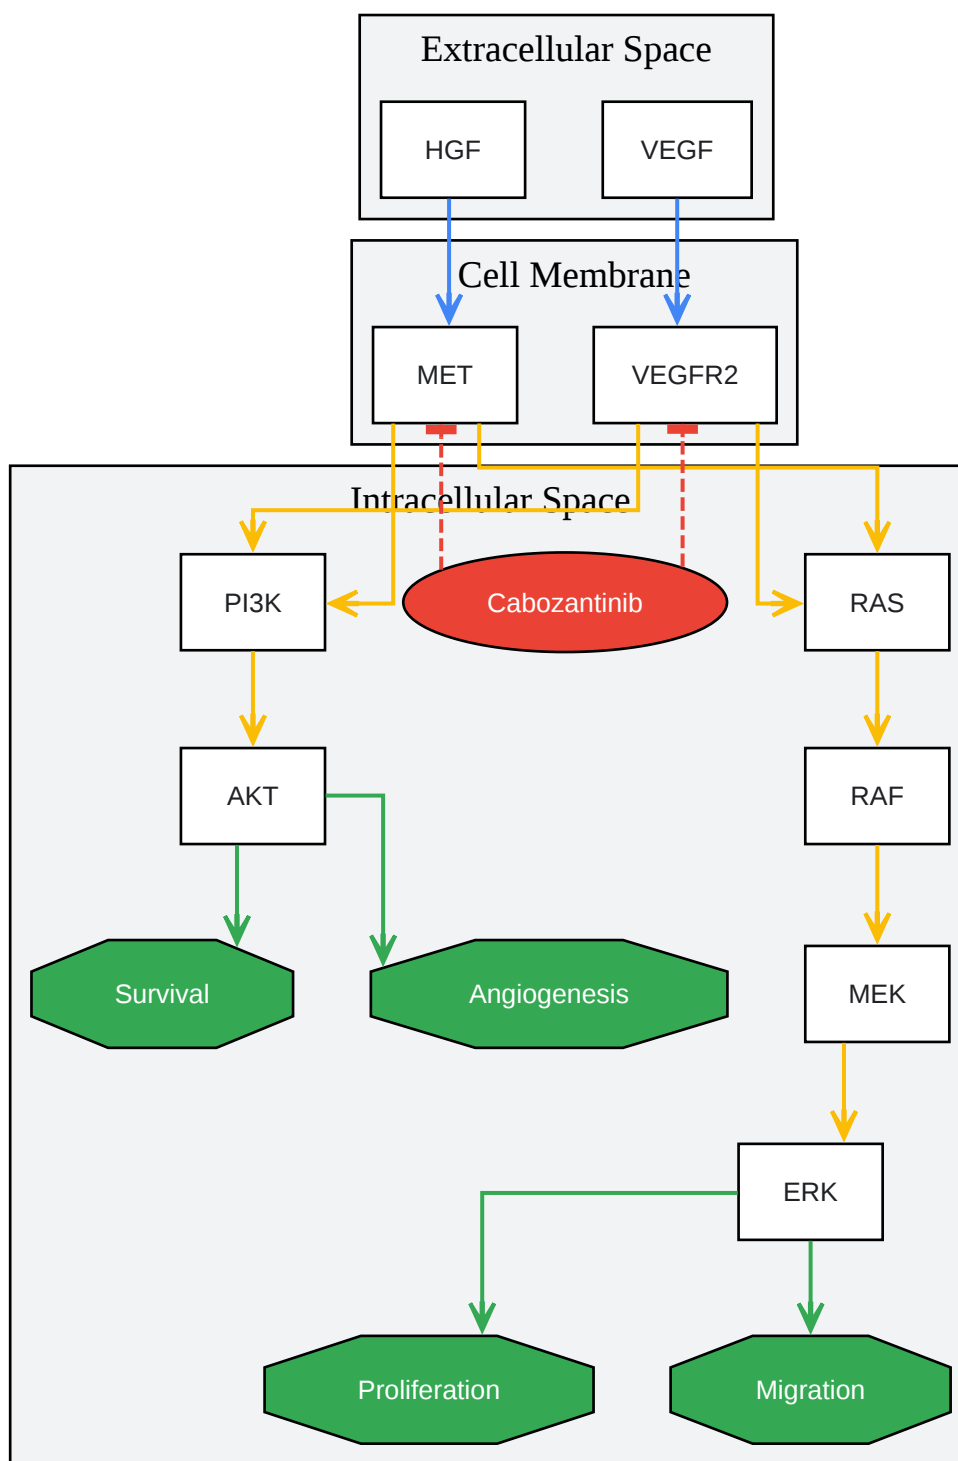 Extracellular Space
HGF
VEGF
Cell Membrane
MET
VEGFR2
Intracellular Space
PI3K
Cabozantinib
RAS
AKT
RAF
Survival
Angiogenesis
MEK
ERK
Proliferation
Migration